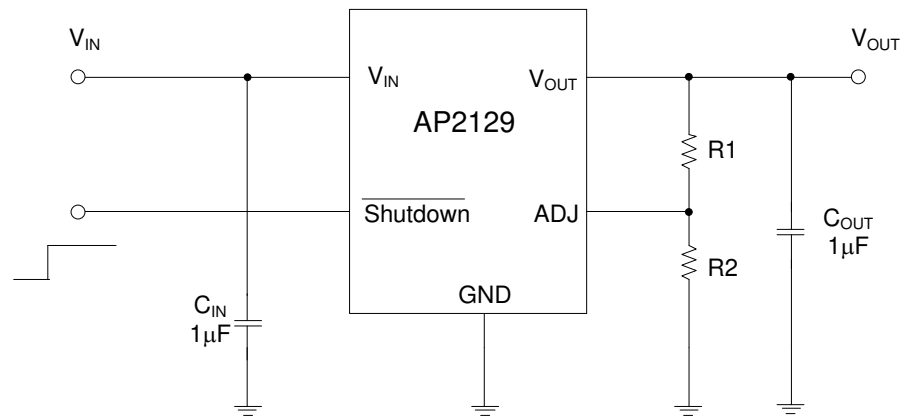 VIN
VOUT
VIN
VOUT
AP2129
R1
Shutdown
ADJ
COUT
1µF
R2
GND
CIN
1µF